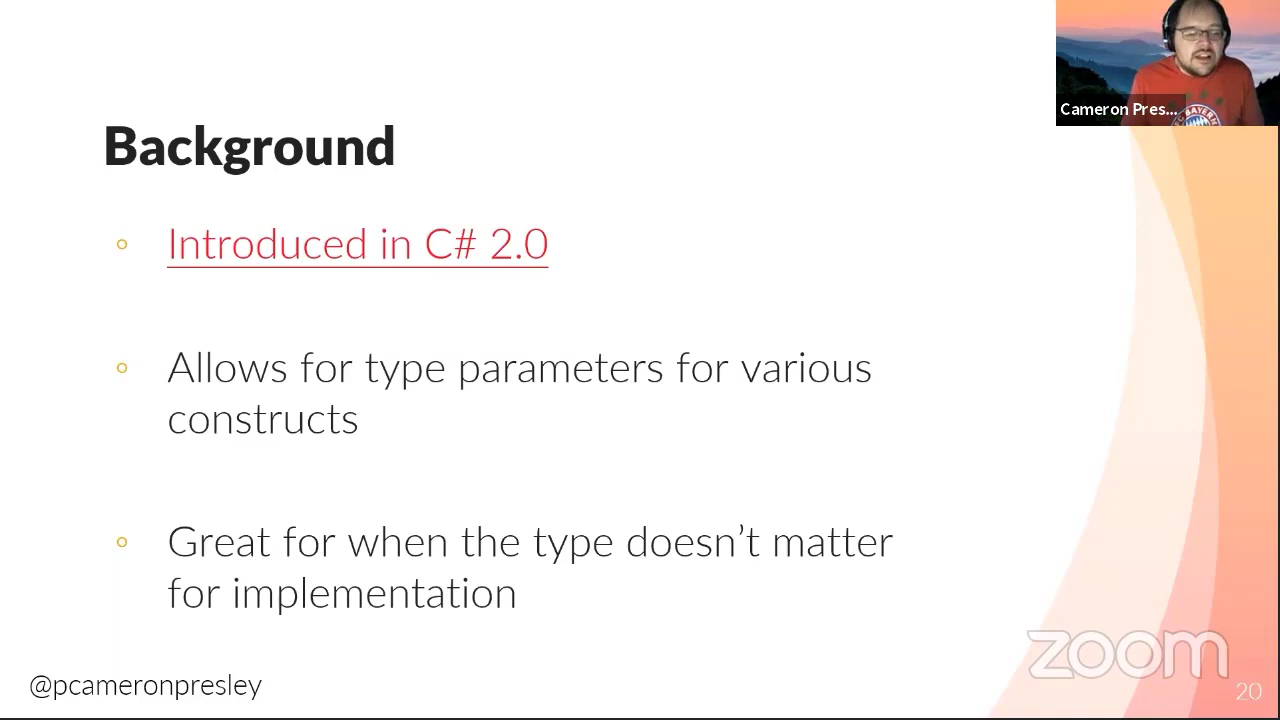 Cameron Pres...
BAYERN
Background
Introduced in C# 2.0
Allows for type parameters for various
constructs
Great for when the type doesn’t matter
for implementation
zoom
@pcameronpresley
20